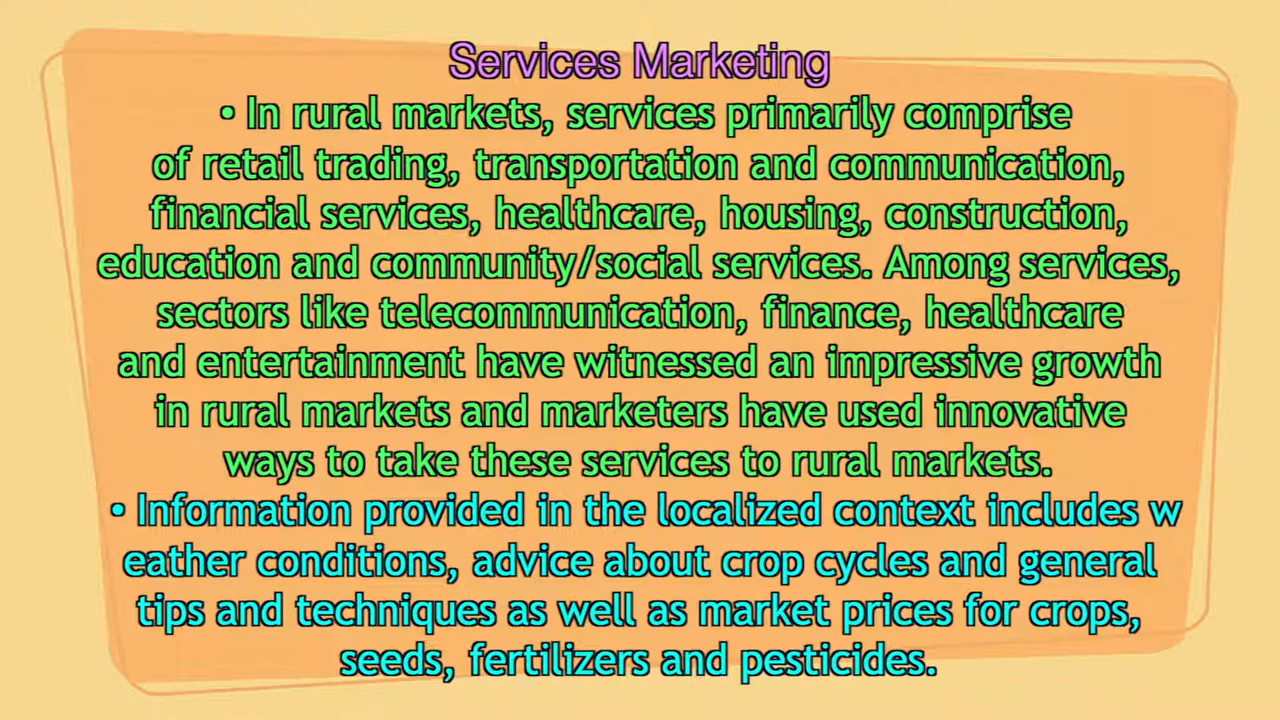 Services Marketing
• In rural markets, services primarily comprise
of retail trading, transportation and communication,
financial services, healthcare, housing, construction,
education and community/social services. Among services,
sectors like telecommunication, finance, healthcare
and entertainment have witnessed an impressive growth
in rural markets and marketers have used innovative
ways to take these services to rural markets.
• Information provided in the localized context includes w
eather conditions, advice about crop cycles and general
tips and techniques as well as market prices for crops,
seeds, fertilizers and pesticides.